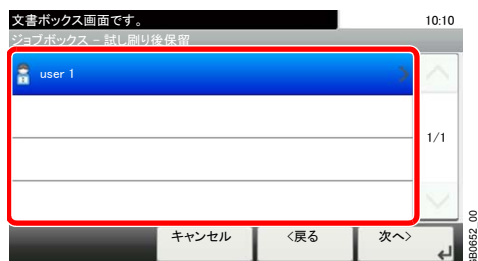 文書ボックス画面です。 10:10
ジョブボックス - 試し刷り後保留
user 1
1/1
キャンセル <戻る 次へ>
GB0652_00